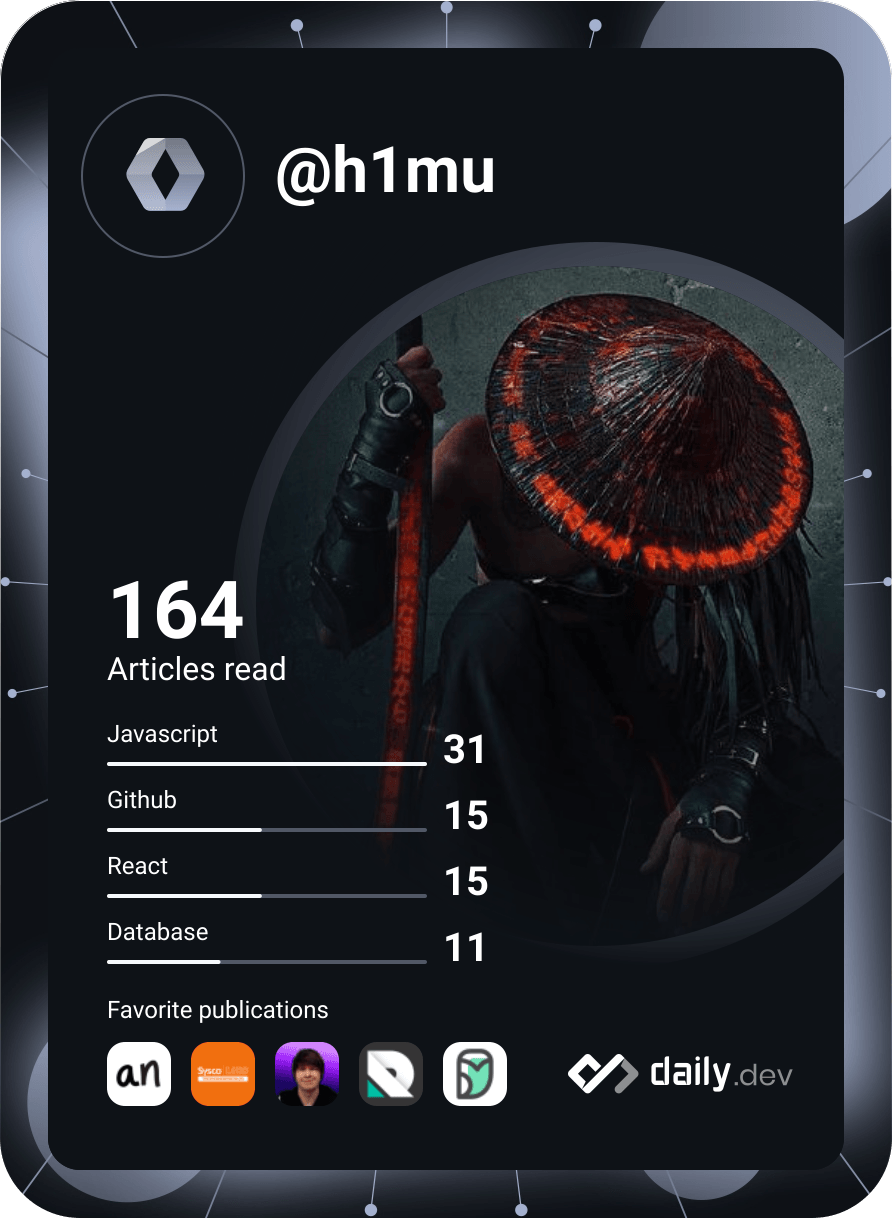 @h1mu
164
Articles read
Javascript
31
Github
15
React
15
Database
11
Favorite publications
an
daily.dev